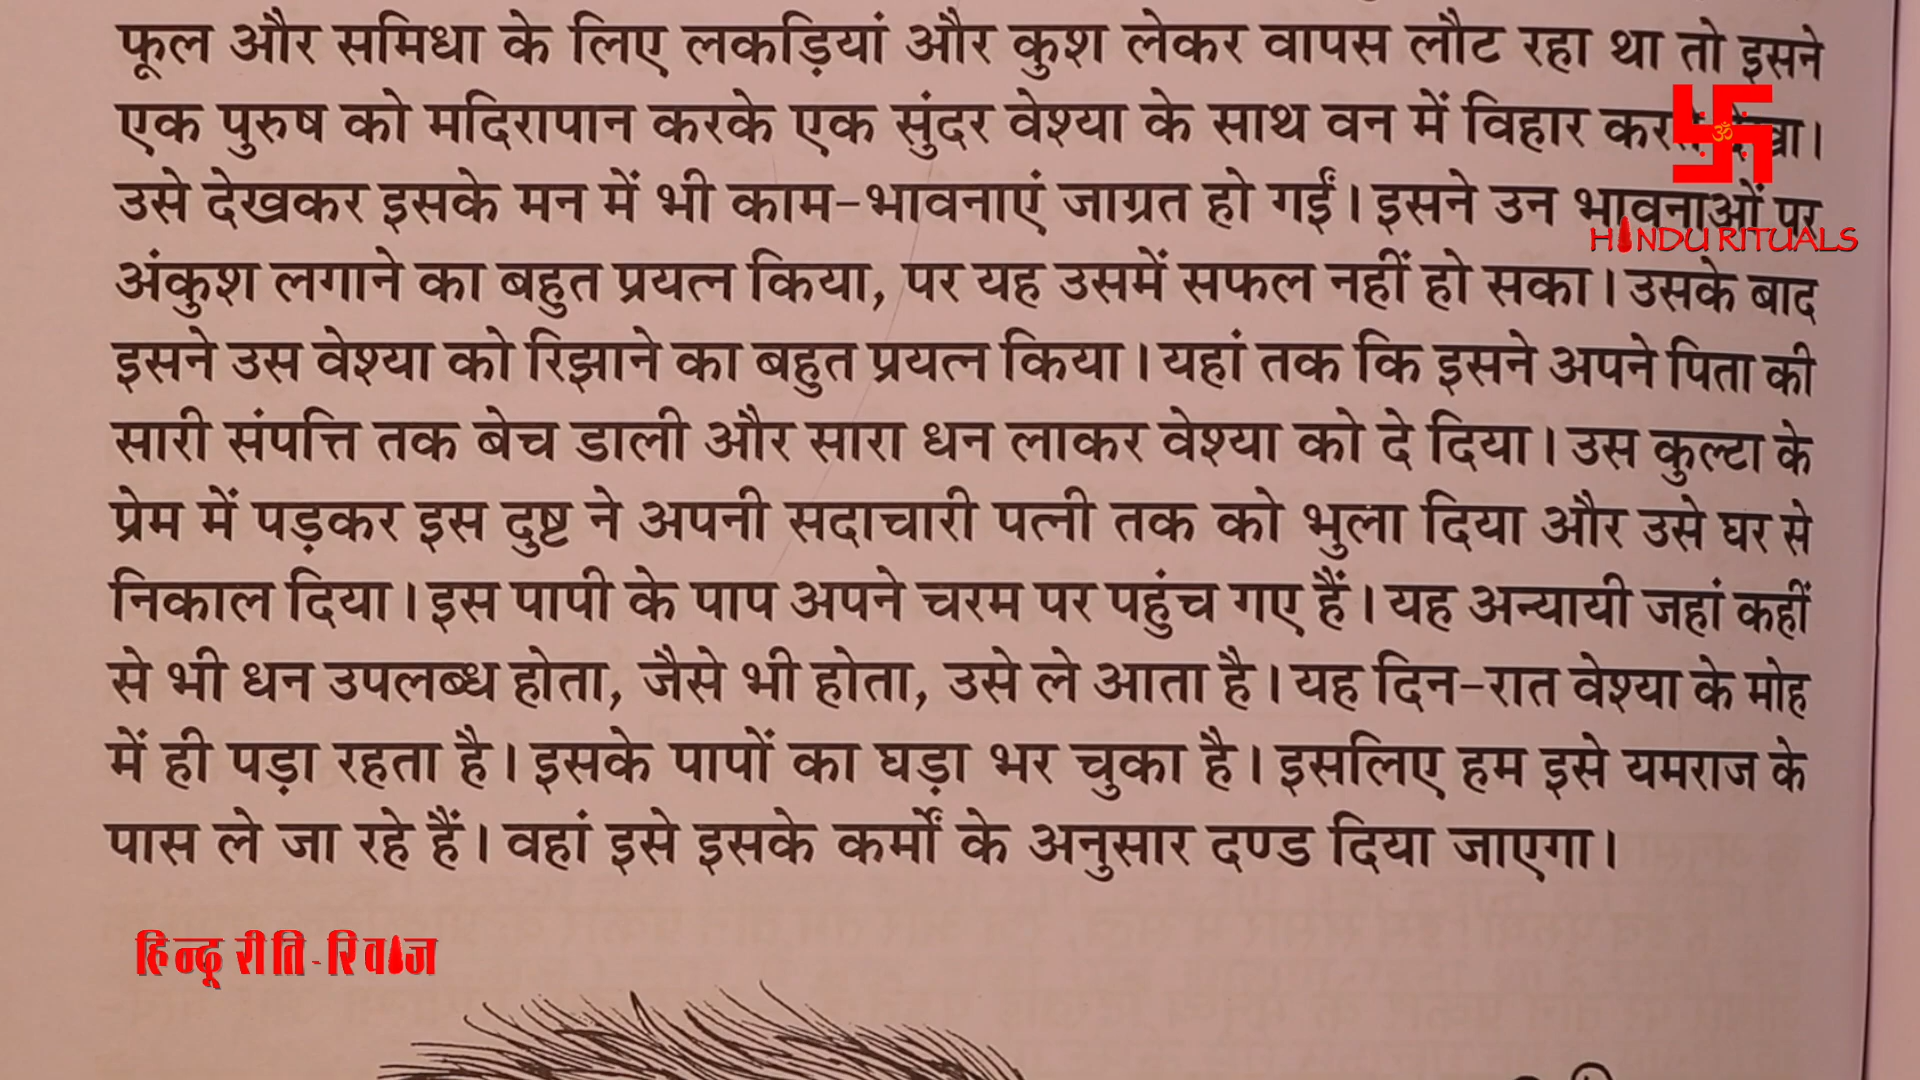 फूल और समिधा के लिए लकड़ियां और कुश लेकर वापस लौट रहा था तो इसने
एक पुरुष को मदिरापान करके एक सुंदर वेश्या के साथ वन में विहार
उसे देखकर इसके मन में भी काम-भावनाएं जाग्रत हो गईं। इसने उन भावनाओं पर
HINDU RITUALS
अंकुश लगाने का बहुत प्रयत्न किया, पर यह उसमें सफल नहीं हो सका। उसके बाद
इसने उस वेश्या को रिझाने का बहुत प्रयत्न किया। यहां तक कि इसने अपने पिता की
सारी संपत्ति तक बेच डाली और सारा धन लाकर वेश्या को दे दिया। उस कुल्टा के
प्रेम में पड़कर इस दुष्ट ने अपनी सदाचारी पत्नी तक को भुला दिया और उसे घर से
निकाल दिया। इस पापी के पाप अपने चरम पर पहुंच गए हैं। यह अन्यायी जहां कहीं
से भी धन उपलब्ध होता, जैसे भी होता, उसे ले आता है। यह दिन-रात वेश्या के मोह
में ही पड़ा रहता है। इसके पापों का घड़ा भर चुका है। इसलिए हम इसे यमराज के
पास ले जा रहे हैं। वहां इसे इसके कर्मों के अनुसार दण्ड दिया जाएगा।
हिन्दू रीति-रिवाज